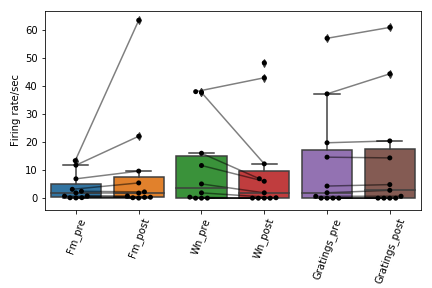 Firing rate/sec
60
50
40
30
20
10
0
Fm_pre
Fm_post
Wn_pre
Wn_post
Gratings_pre
Gratings_post